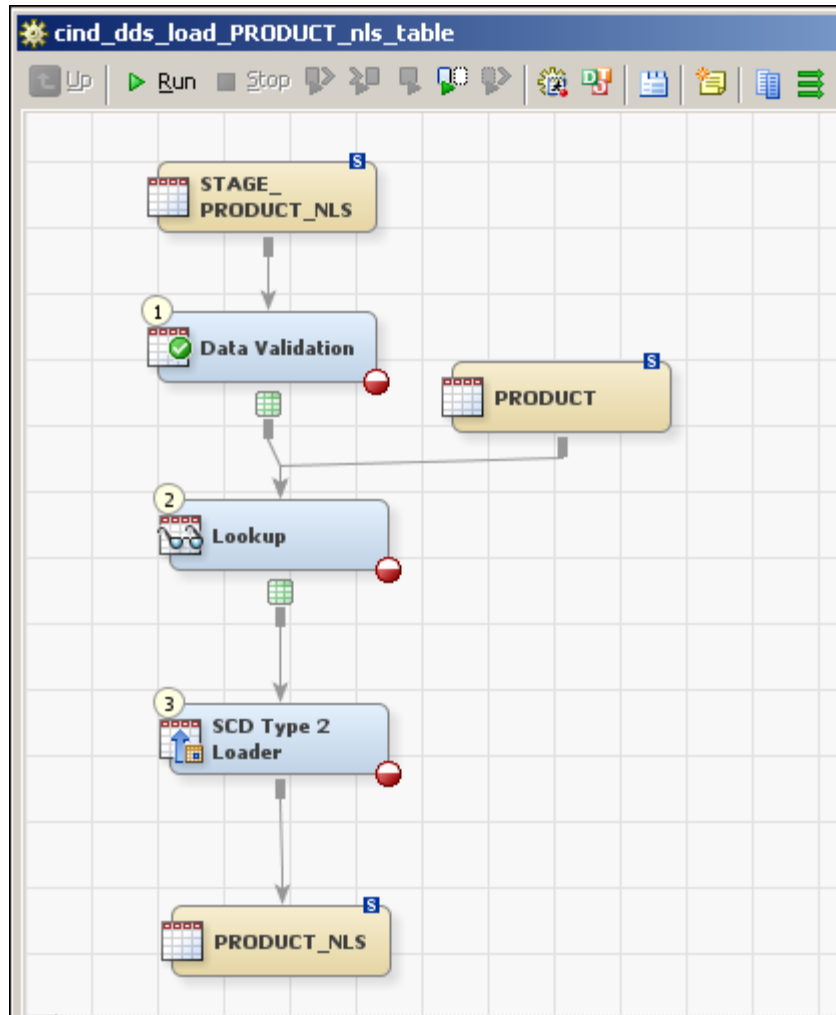 cind_dds_load_PRODUCT_nls_table
Up Run Stop
S
STAGE_
PRODUCT_NLS
1
Data Validation
S
PRODUCT
2
Lookup
3
SCD Type 2
Loader
S
PRODUCT_NLS